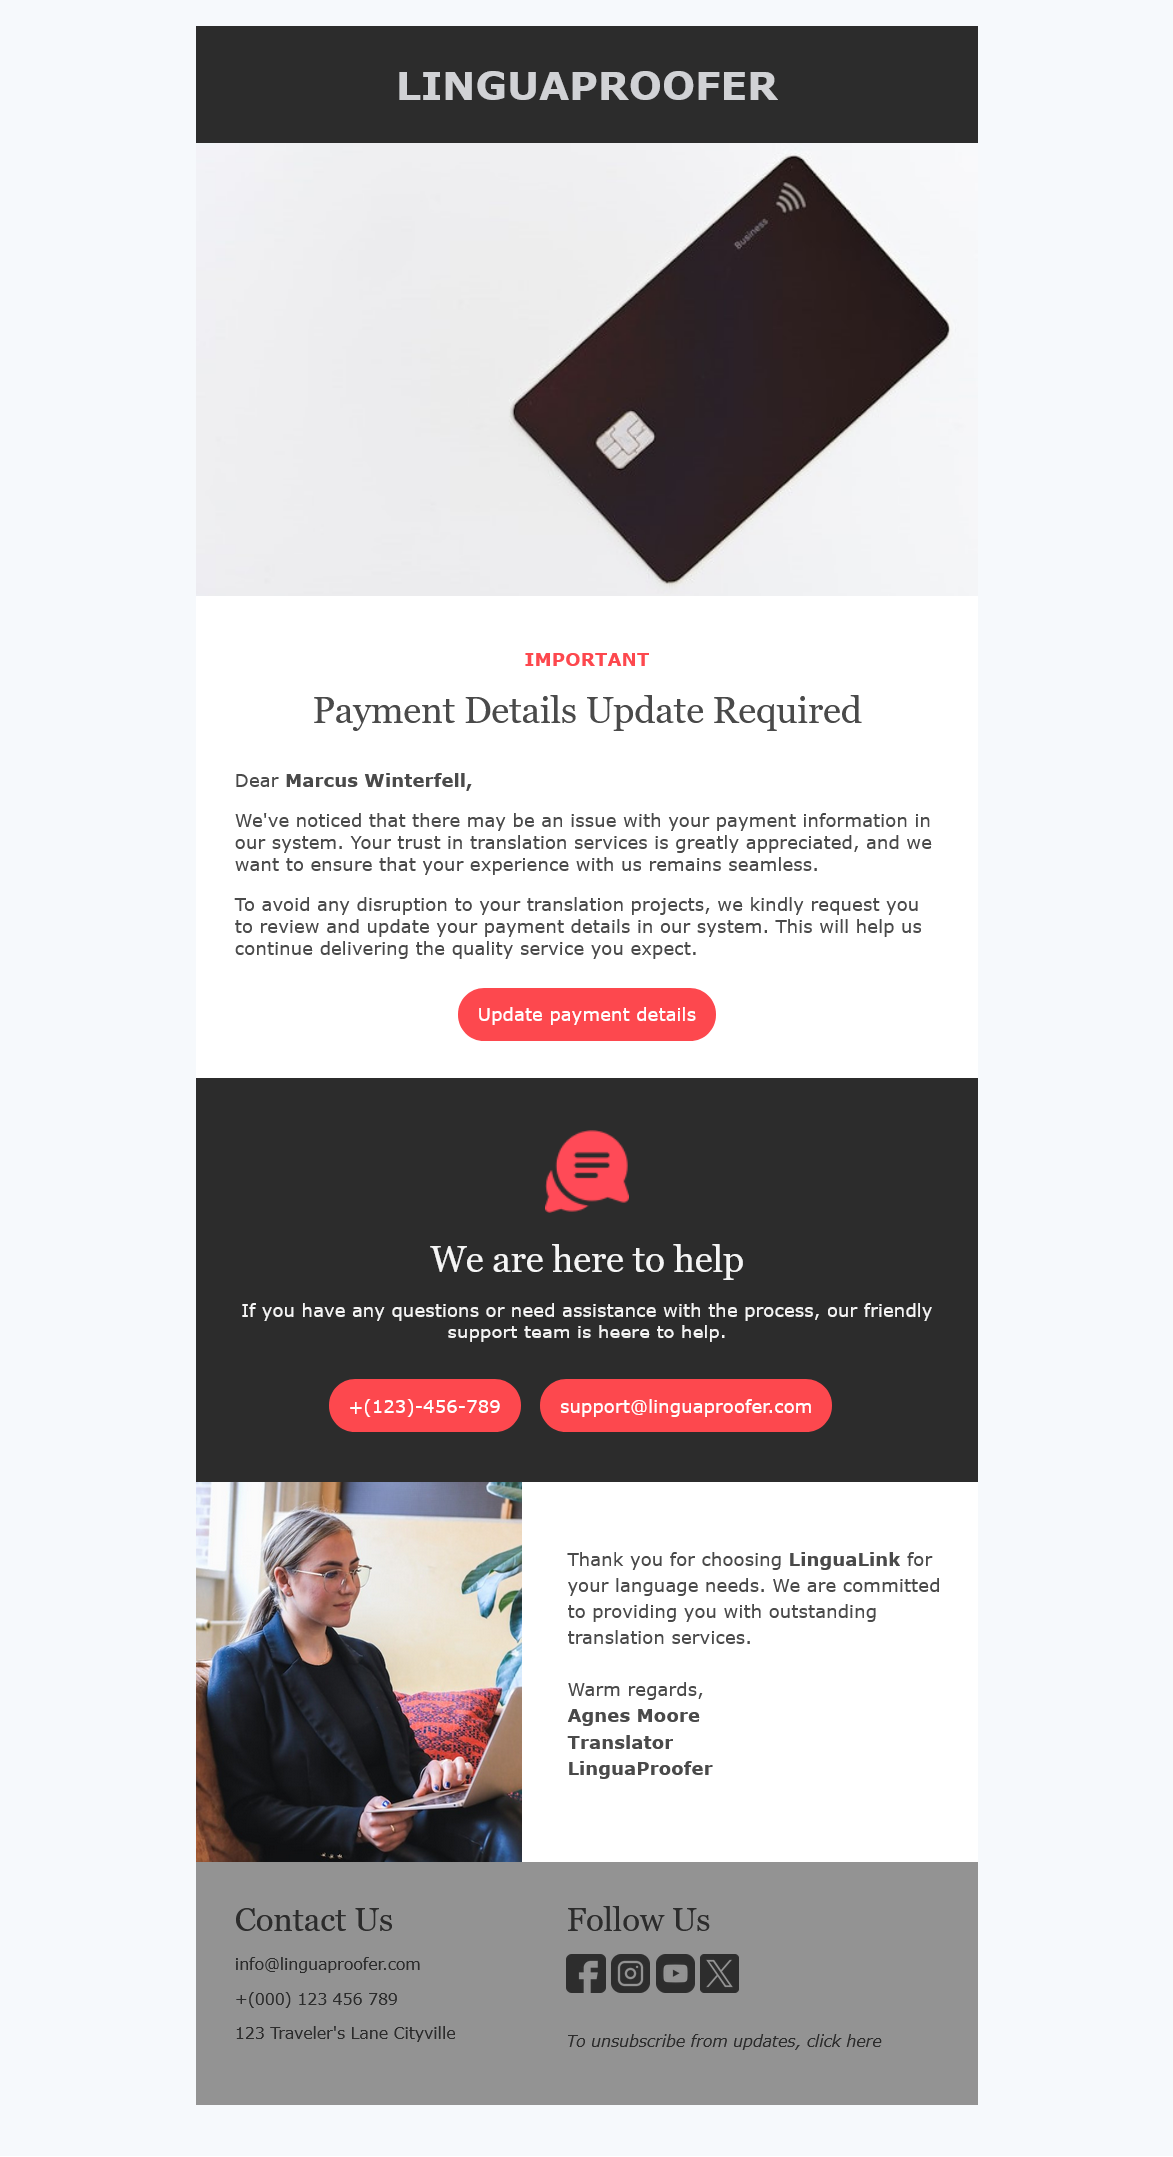 LINGUAPROOFER
Business
IMPORTANT
Payment Details Update Required
Dear Marcus Winterfell,
We've noticed that there may be an issue with your payment information in
our system. Your trust in translation services is greatly appreciated, and we
want to ensure that your experience with us remains seamless.
To avoid any disruption to your translation projects, we kindly request you
to review and update your payment details in our system. This will help us
continue delivering the quality service you expect.
Update payment details
We are here to help
If you have any questions or need assistance with the process, our friendly
support team is heere to help.
+(123)-456-789
support@linguaproofer.com
Thank you for choosing LinguaLink for
your language needs. We are committed
to providing you with outstanding
translation services.
Warm regards,
Agnes Moore
Translator
LinguaProofer
Contact Us
info@linguaproofer.com
+(000) 123 456 789
123 Traveler's Lane Cityville
Follow Us
To unsubscribe from updates, click here